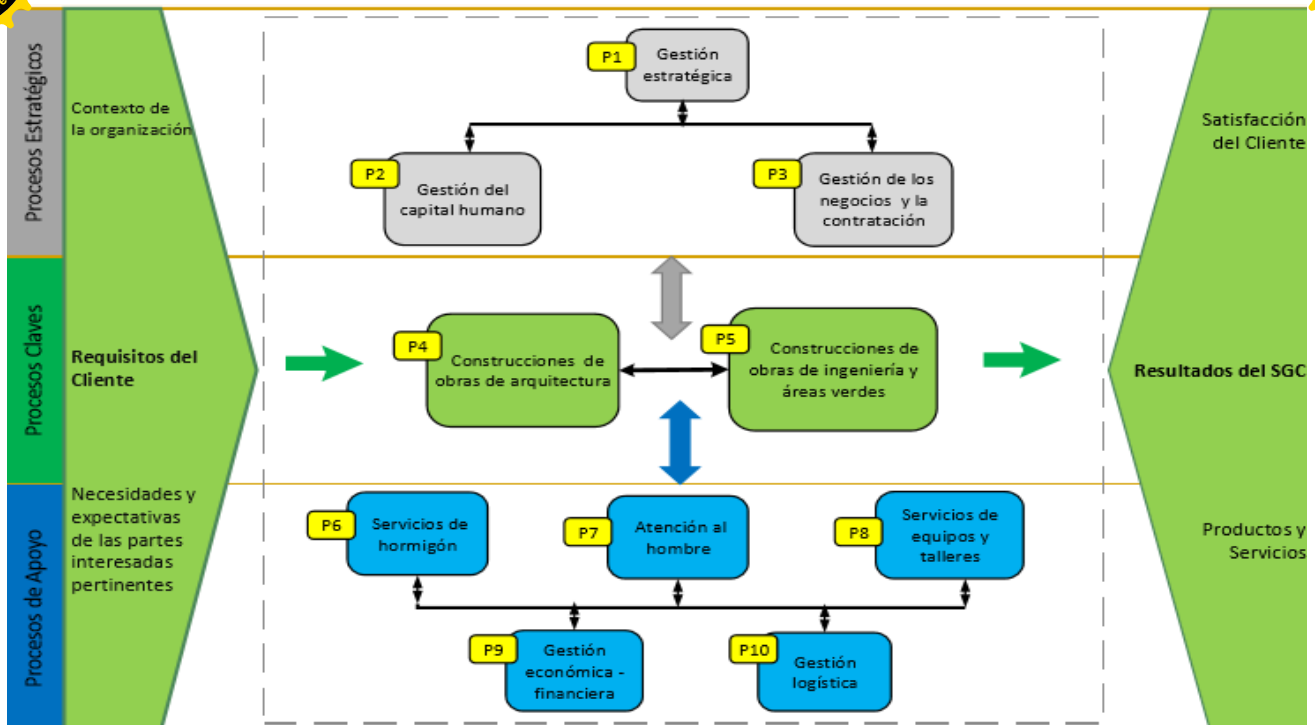 Procesos Estratégicos
Contexto de
la organización
P1
Gestión
estratégica
P2
Gestión del
capital humano
P3
Gestión de los
negocios y la
contratación
Satisfacción
del Cliente
Procesos Claves
Requisitos del
Cliente
P4
Construcciones de
obras de arquitectura
P5
Construcciones de
obras de ingeniería y
áreas verdes
Resultados del SGC
Procesos de Apoyo
Necesidades y
expectativas
de las partes
interesadas
pertinentes
P6
Servicios de
hormigón
P7
Atención al
hombre
P8
Servicios de
equipos y
talleres
P9
Gestión
económica -
financiera
P10
Gestión
logística
Productos y
Servicios